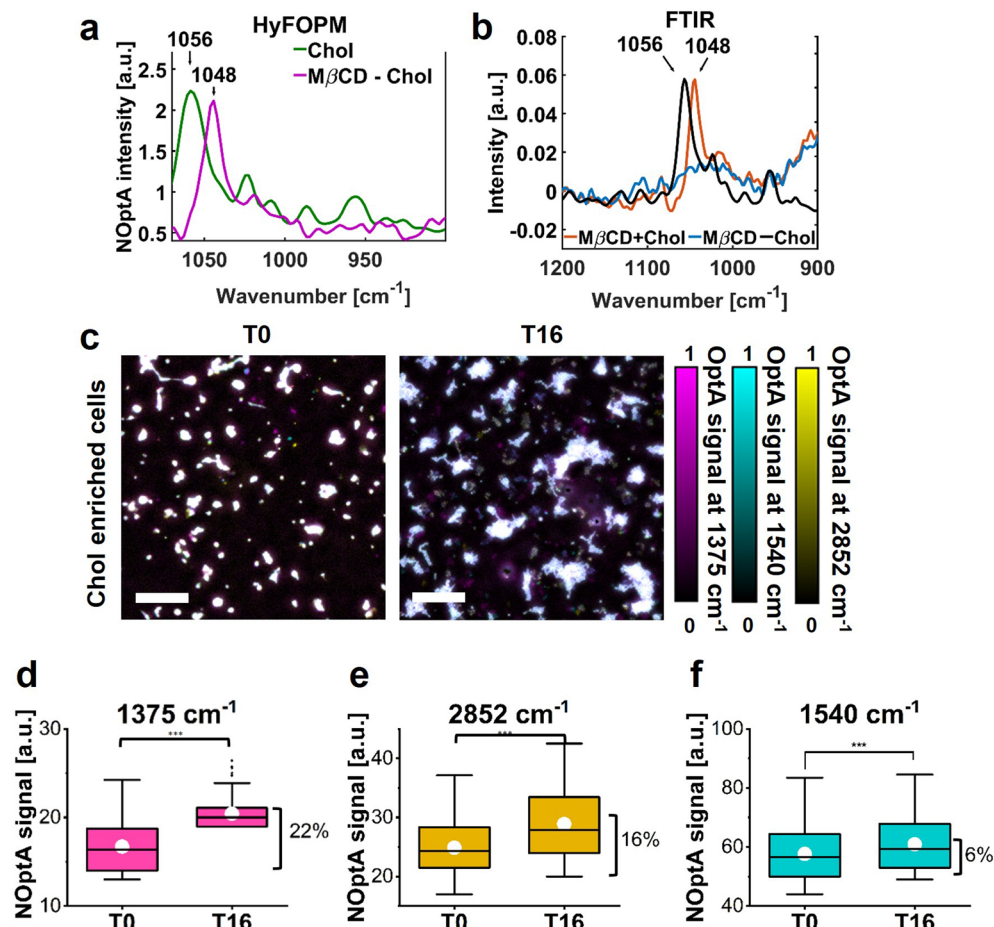 a
HyFOPM
1056
1048
Chol
MβCD - Chol
NOptA intensity [a.u.]
2.5
2
1.5
1
0.5
1050
1000
950
Wavenumber [cm-1]
b
FTIR
1056
1048
Intensity [a.u.]
0.08
0.06
0.04
0.02
0
-0.02
MβCD+Chol
MβCD−Chol
1200
1100
1000
900
Wavenumber [cm-1]
c
T0
T16
Chol enriched cells
1
OptA signal at 1375 cm-1
0
1
OptA signal at 1540 cm-1
0
1
OptA signal at 2852 cm-1
0
d
1375 cm-1
NOptA signal [a.u.]
30
20
10
***
22%
T0
T16
e
2852 cm-1
NOptA signal [a.u.]
40
30
20
***
16%
T0
T16
f
1540 cm-1
NOptA signal [a.u.]
100
80
60
40
***
6%
T0
T16